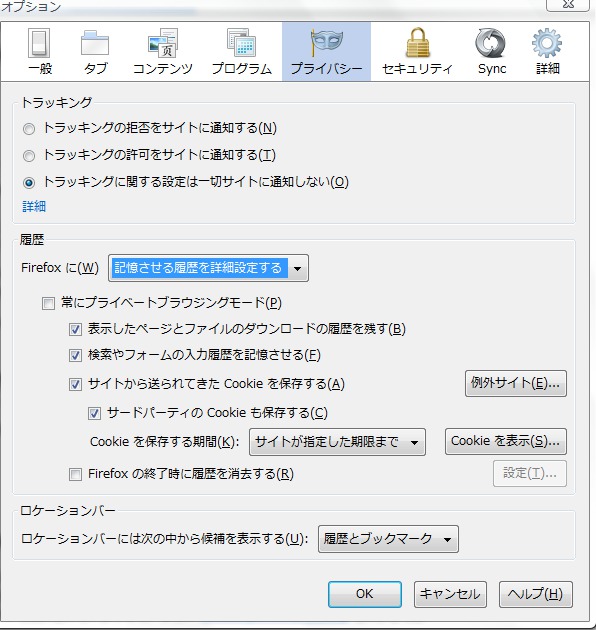 オプション
一般 タブ コンテンツ プログラム プライバシー セキュリティ Sync 詳細
トラッキング
トラッキングの拒否をサイトに通知する(N)
トラッキングの許可をサイトに通知する(T)
トラッキングに関する設定は一切サイトに通知しない(O)
詳細
履歴
Firefox に(W) 記憶させる履歴を詳細設定する
常にプライベートブラウジングモード(P)
表示したページとファイルのダウンロードの履歴を残す(B)
検索やフォームの入力履歴を記憶させる(F)
サイトから送られてきた Cookie を保存する(A) 例外サイト(E)...
サードパーティの Cookie も保存する(C)
Cookie を保存する期間(K): サイトが指定した期限まで Cookie を表示(S)...
Firefox の終了時に履歴を消去する(R) 設定(T)...
ロケーションバー
ロケーションバーには次の中から候補を表示する(U): 履歴とブックマーク
OK キャンセル ヘルプ(H)